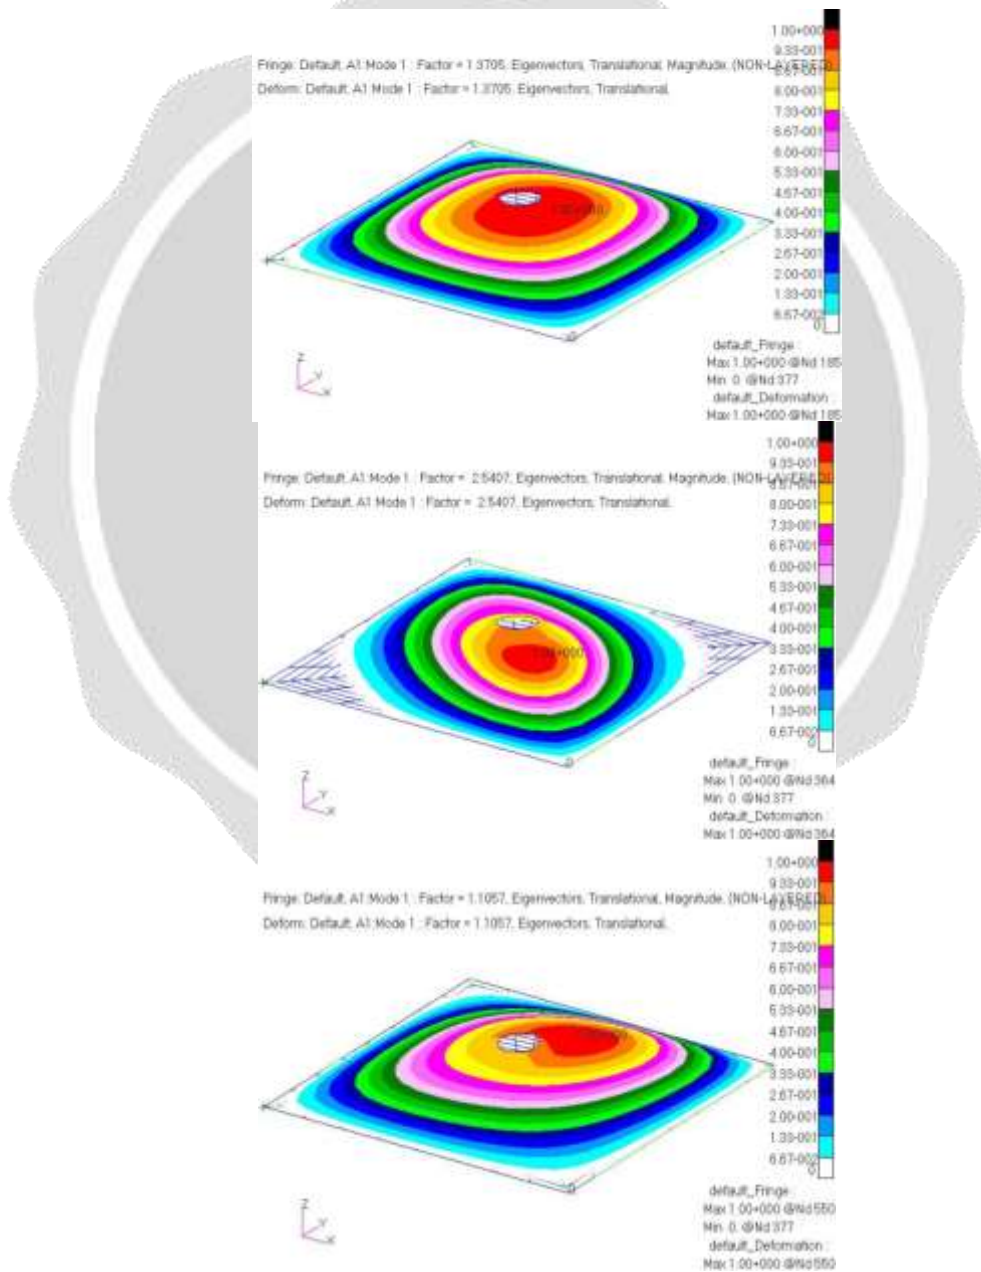 1.00+000
9.33-001
Fringe: Default, A1:Mode 1 : Factor = 1.3705, Eigenvectors, Translational, Magnitude, (NON-LAYERED)
8.67-001
Deform: Default, A1:Mode 1 : Factor = 1.3705, Eigenvectors, Translational,
8.00-001
7.33-001
6.67-001
6.00-001
5.33-001
4.67-001
4.00-001
3.33-001
2.67-001
2.00-001
1.33-001
6.67-002
0
Z
Y
X
default_Fringe :
Max 1.00+000 @Nd 185
Min 0. @Nd 377
default_Deformation :
Max 1.00+000 @Nd 185
1.00+000
9.33-001
Fringe: Default, A1:Mode 1 : Factor = 2.5407, Eigenvectors, Translational, Magnitude, (NON-LAYERED)
8.67-001
Deform: Default, A1:Mode 1 : Factor = 2.5407, Eigenvectors, Translational,
8.00-001
7.33-001
6.67-001
6.00-001
5.33-001
4.67-001
4.00-001
3.33-001
2.67-001
2.00-001
1.33-001
6.67-002
0
Z
Y
X
default_Fringe :
Max 1.00+000 @Nd 364
Min 0. @Nd 377
default_Deformation :
Max 1.00+000 @Nd 364
1.00+000
9.33-001
Fringe: Default, A1:Mode 1 : Factor = 1.1057, Eigenvectors, Translational, Magnitude, (NON-LAYERED)
8.67-001
Deform: Default, A1:Mode 1 : Factor = 1.1057, Eigenvectors, Translational,
8.00-001
7.33-001
6.67-001
6.00-001
5.33-001
4.67-001
4.00-001
3.33-001
2.67-001
2.00-001
1.33-001
6.67-002
0
Z
Y
X
default_Fringe :
Max 1.00+000 @Nd 550
Min 0. @Nd 377
default_Deformation :
Max 1.00+000 @Nd 550